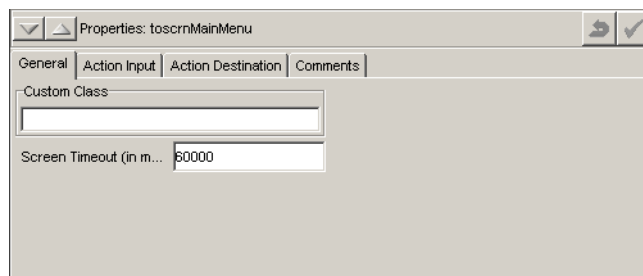 Properties: toscrnMainMenu
General Action Input Action Destination Comments
Custom Class
Screen Timeout (in m... 60000